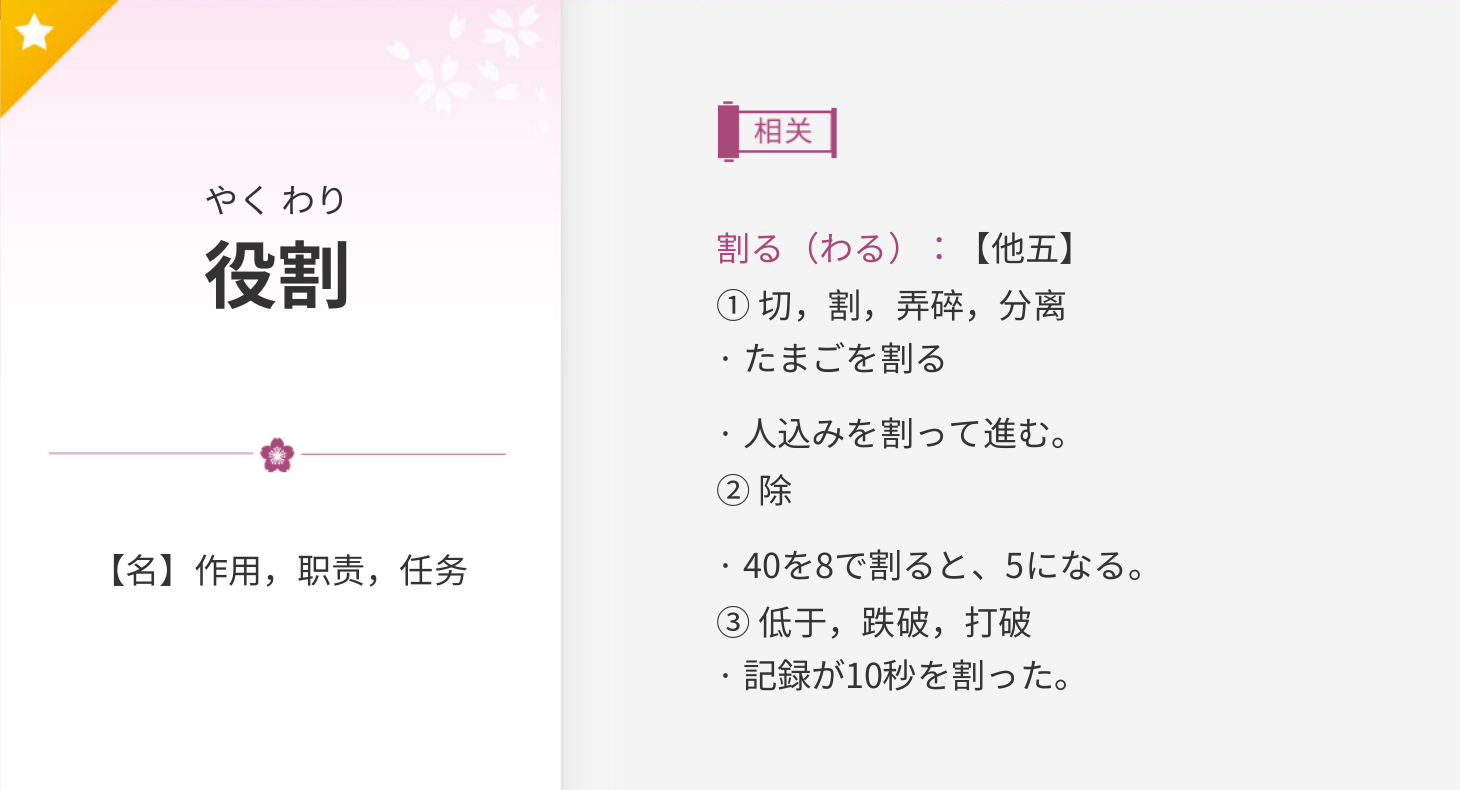 やく わり
役割
【名】作用，职责，任务
相关
割る（わる）：【他五】
① 切，割，弄碎，分离
· たまごを割る
· 人込みを割って進む。
② 除
· 40を8で割ると、5になる。
③ 低于，跌破，打破
· 記録が10秒を割った。